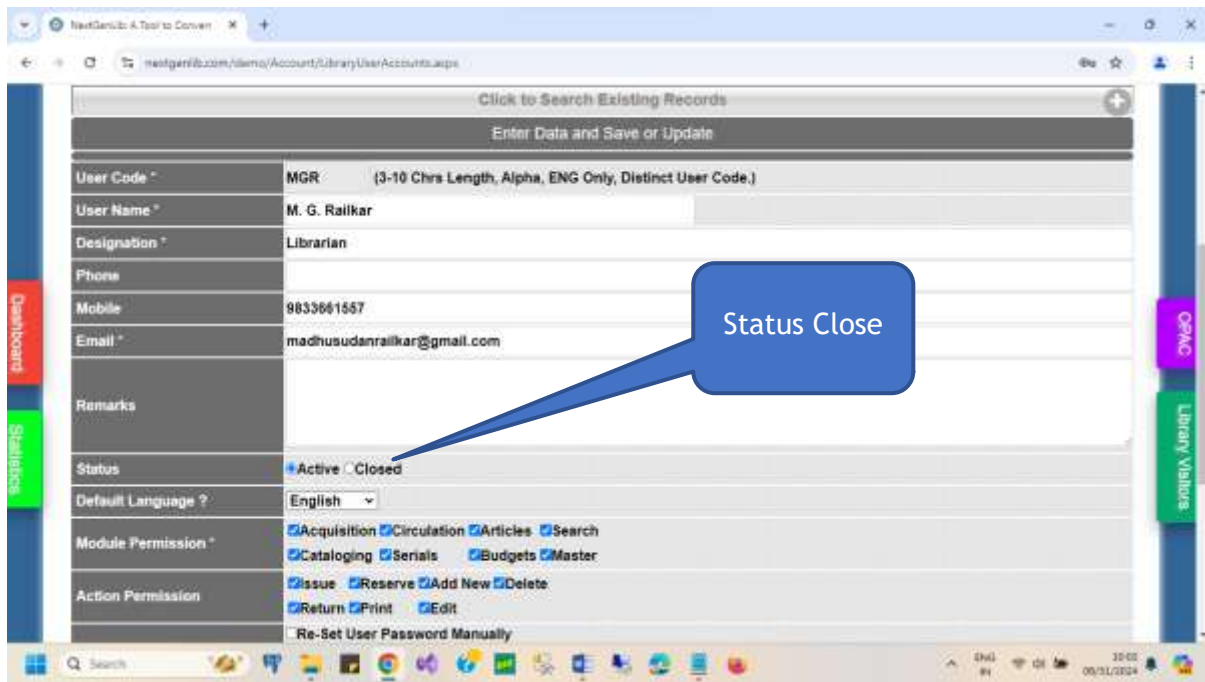 NextGenLib: A Tool to Conver
nextgenlib.com/demo/Account/LibraryUserAccounts.aspx
Click to Search Existing Records
Enter Data and Save or Update
User Code * MGR (3-10 Chrs Length, Alpha, ENG Only, Distinct User Code.)
User Name * M. G. Railkar
Designation * Librarian
Phone
Mobile 9833661557
Email * madhusudanrailkar@gmail.com
Status Close
Remarks
Status Active Closed
Default Language ? English
Module Permission * Acquisition Circulation Articles Search
Cataloging Serials Budgets Master
Action Permission Issue Reserve Add New Delete
Return Print Edit
Re-Set User Password Manually
Dashboard
Statistics
OPAC
Library Visitors
Search
ENG
IN